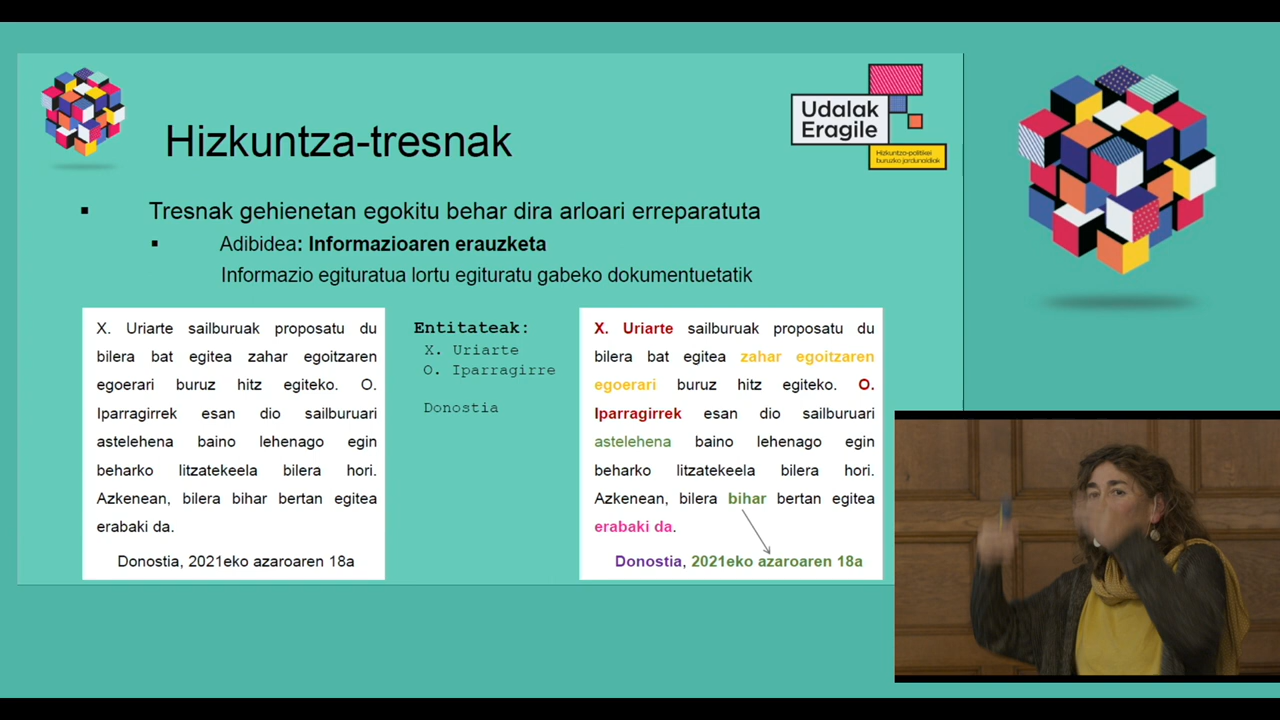 Hizkuntza-tresnak
Udalak
Eragile
Hizkuntza-politikei
buruzko jardunaldiak
▪ Tresnak gehienetan egokitu behar dira arloari erreparatuta
▪ Adibidea: Informazioaren erauzketa
Informazio egituratua lortu egituratu gabeko dokumentuetatik
X. Uriarte sailburuak proposatu du
bilera bat egitea zahar egoitzaren
egoerari buruz hitz egiteko. O.
Iparragirrek esan dio sailburuari
astelehena baino lehenago egin
beharko litzatekeela bilera hori.
Azkenean, bilera bihar bertan egitea
erabaki da.
Donostia, 2021eko azaroaren 18a
Entitateak:
X. Uriarte
O. Iparragirre
Donostia
X. Uriarte sailburuak proposatu du
bilera bat egitea zahar egoitzaren
egoerari buruz hitz egiteko. O.
Iparragirrek esan dio sailburuari
astelehena baino lehenago egin
beharko litzatekeela bilera hori.
Azkenean, bilera bihar bertan egitea
erabaki da.
Donostia, 2021eko azaroaren 18a